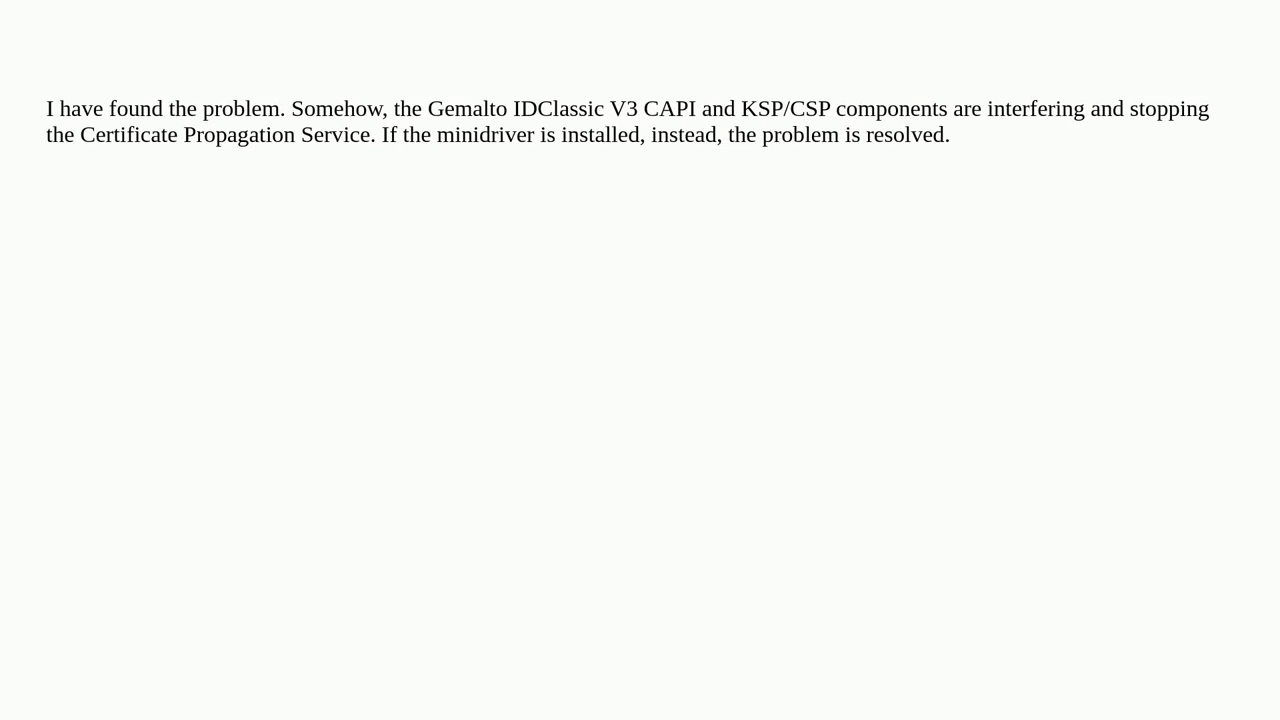 I have found the problem. Somehow, the Gemalto IDClassic V3 CAPI and KSP/CSP components are interfering and stopping
the Certificate Propagation Service. If the minidriver is installed, instead, the problem is resolved.